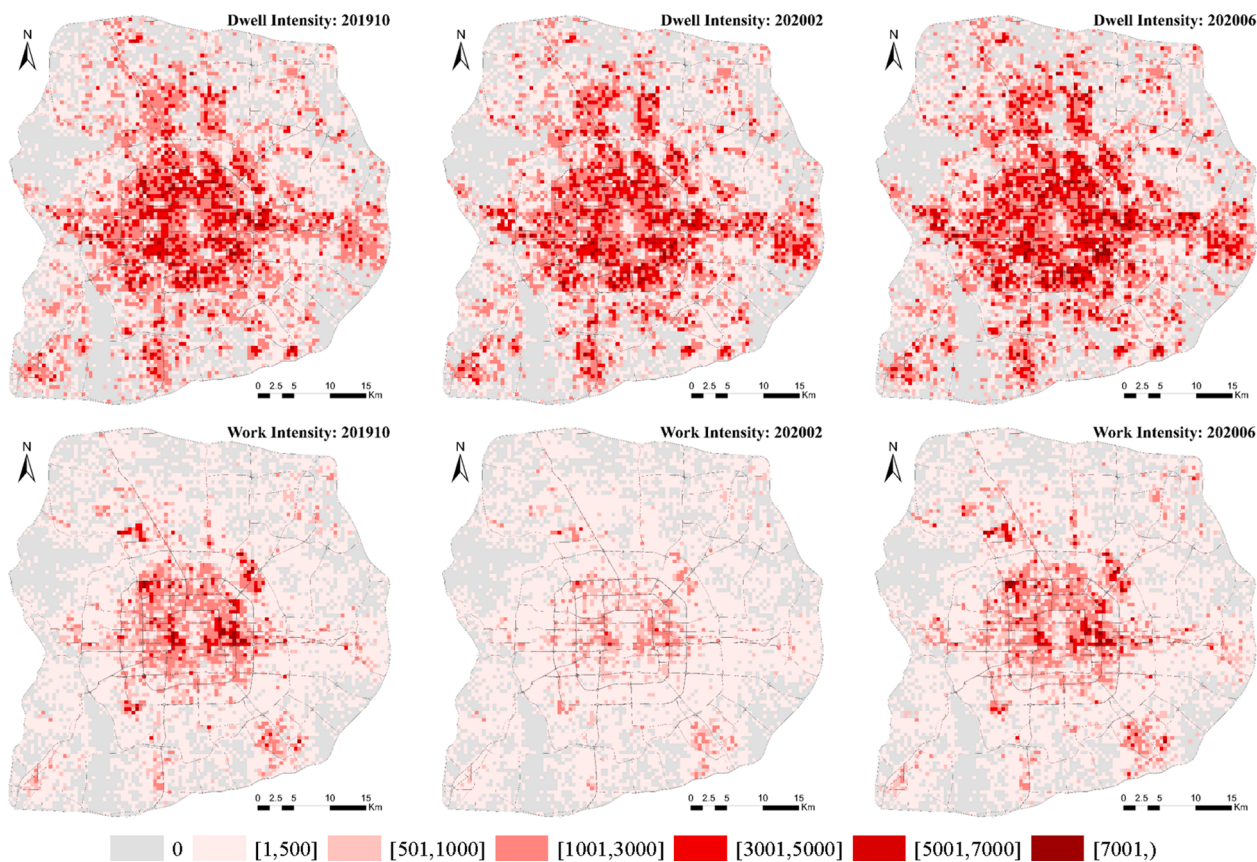 Dwell Intensity: 201910
N
0 2.5 5 10 15
Km
Dwell Intensity: 202002
N
0 2.5 5 10 15
Km
Dwell Intensity: 202006
N
0 2.5 5 10 15
Km
Work Intensity: 201910
N
0 2.5 5 10 15
Km
Work Intensity: 202002
N
0 2.5 5 10 15
Km
Work Intensity: 202006
N
0 2.5 5 10 15
Km
0 [1,500] [501,1000] [1001,3000] [3001,5000] [5001,7000] [7001,)